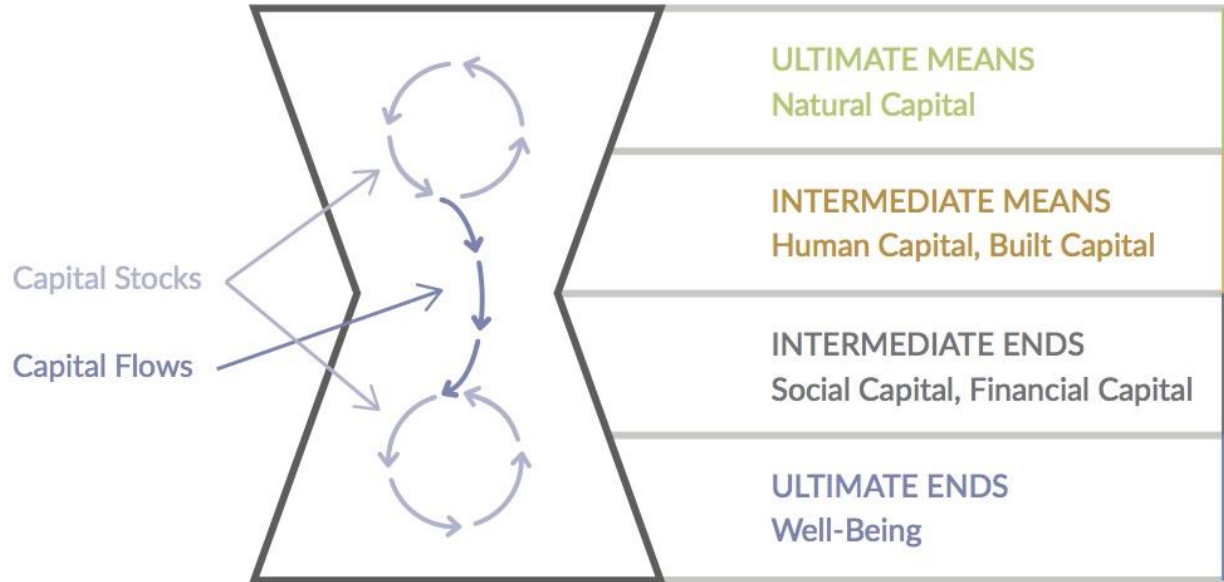 ULTIMATE MEANS
Natural Capital
INTERMEDIATE MEANS
Human Capital, Built Capital
Capital Stocks
Capital Flows
INTERMEDIATE ENDS
Social Capital, Financial Capital
ULTIMATE ENDS
Well-Being